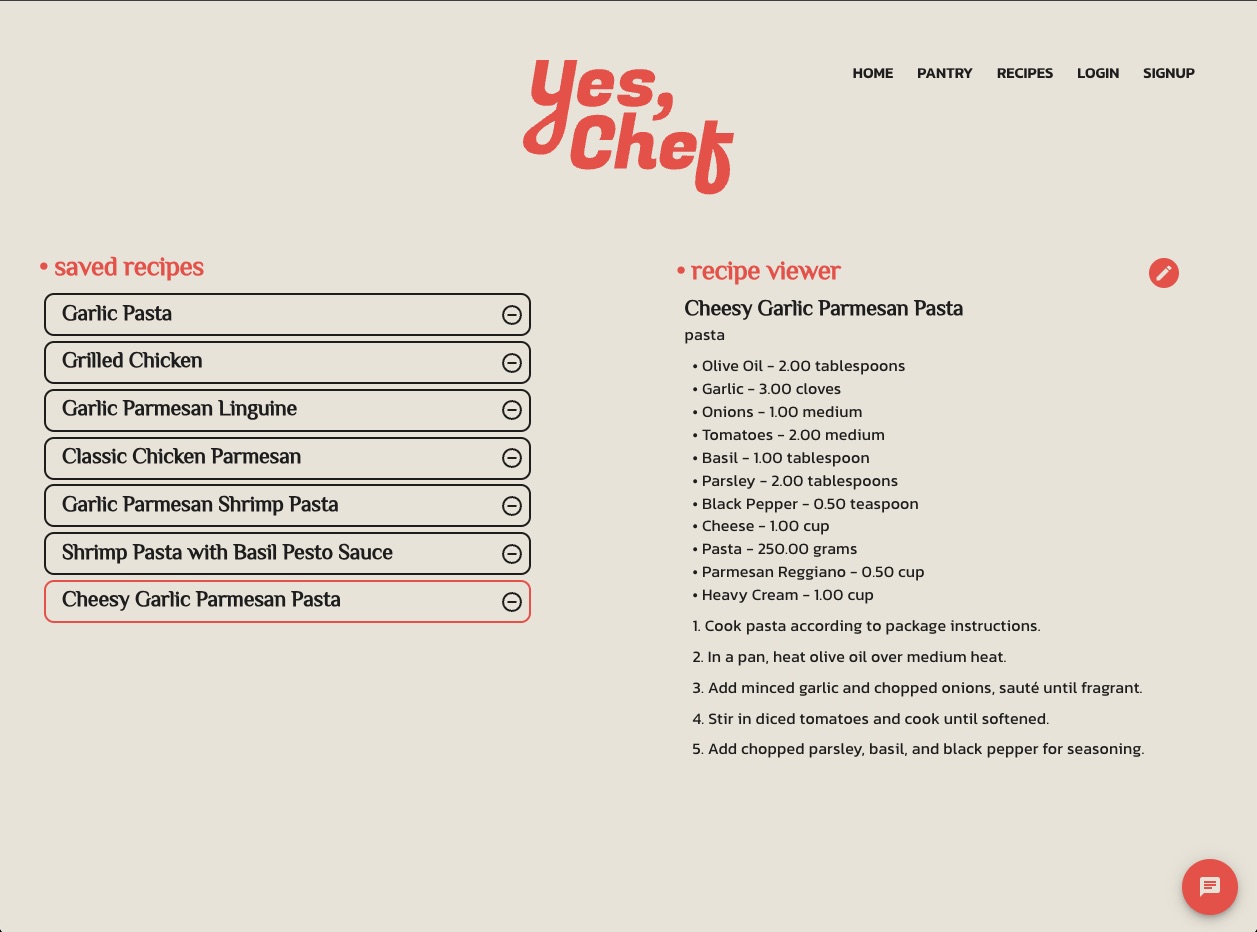 Yes,
Chef
HOME PANTRY RECIPES LOGIN SIGNUP
• saved recipes
Garlic Pasta
Grilled Chicken
Garlic Parmesan Linguine
Classic Chicken Parmesan
Garlic Parmesan Shrimp Pasta
Shrimp Pasta with Basil Pesto Sauce
Cheesy Garlic Parmesan Pasta
• recipe viewer
Cheesy Garlic Parmesan Pasta
pasta
• Olive Oil - 2.00 tablespoons
• Garlic - 3.00 cloves
• Onions - 1.00 medium
• Tomatoes - 2.00 medium
• Basil - 1.00 tablespoon
• Parsley - 2.00 tablespoons
• Black Pepper - 0.50 teaspoon
• Cheese - 1.00 cup
• Pasta - 250.00 grams
• Parmesan Reggiano - 0.50 cup
• Heavy Cream - 1.00 cup
1. Cook pasta according to package instructions.
2. In a pan, heat olive oil over medium heat.
3. Add minced garlic and chopped onions, sauté until fragrant.
4. Stir in diced tomatoes and cook until softened.
5. Add chopped parsley, basil, and black pepper for seasoning.